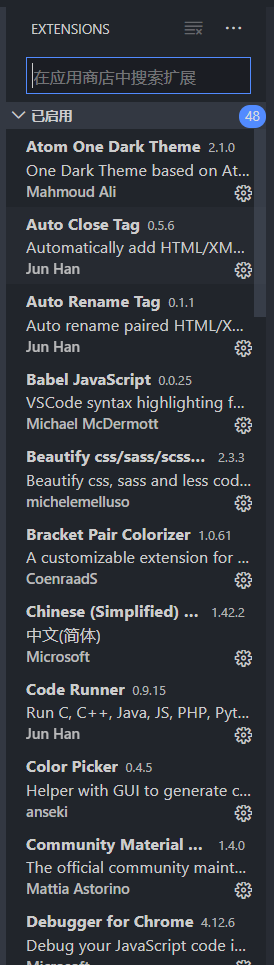 EXTENSIONS
在应用商店中搜索扩展
已启用 48
Atom One Dark Theme 2.1.0
One Dark Theme based on At...
Mahmoud Ali
Auto Close Tag 0.5.6
Automatically add HTML/XM...
Jun Han
Auto Rename Tag 0.1.1
Auto rename paired HTML/X...
Jun Han
Babel JavaScript 0.0.25
VSCode syntax highlighting f...
Michael McDermott
Beautify css/sass/scss... 2.3.3
Beautify css, sass and less cod...
michelemelluso
Bracket Pair Colorizer 1.0.61
A customizable extension for ...
CoenraadS
Chinese (Simplified) ... 1.42.2
中文(简体)
Microsoft
Code Runner 0.9.15
Run C, C++, Java, JS, PHP, Pyt...
Jun Han
Color Picker 0.4.5
Helper with GUI to generate c...
anseki
Community Material ... 1.4.0
The official community maint...
Mattia Astorino
Debugger for Chrome 4.12.6
Debug your JavaScript code i...